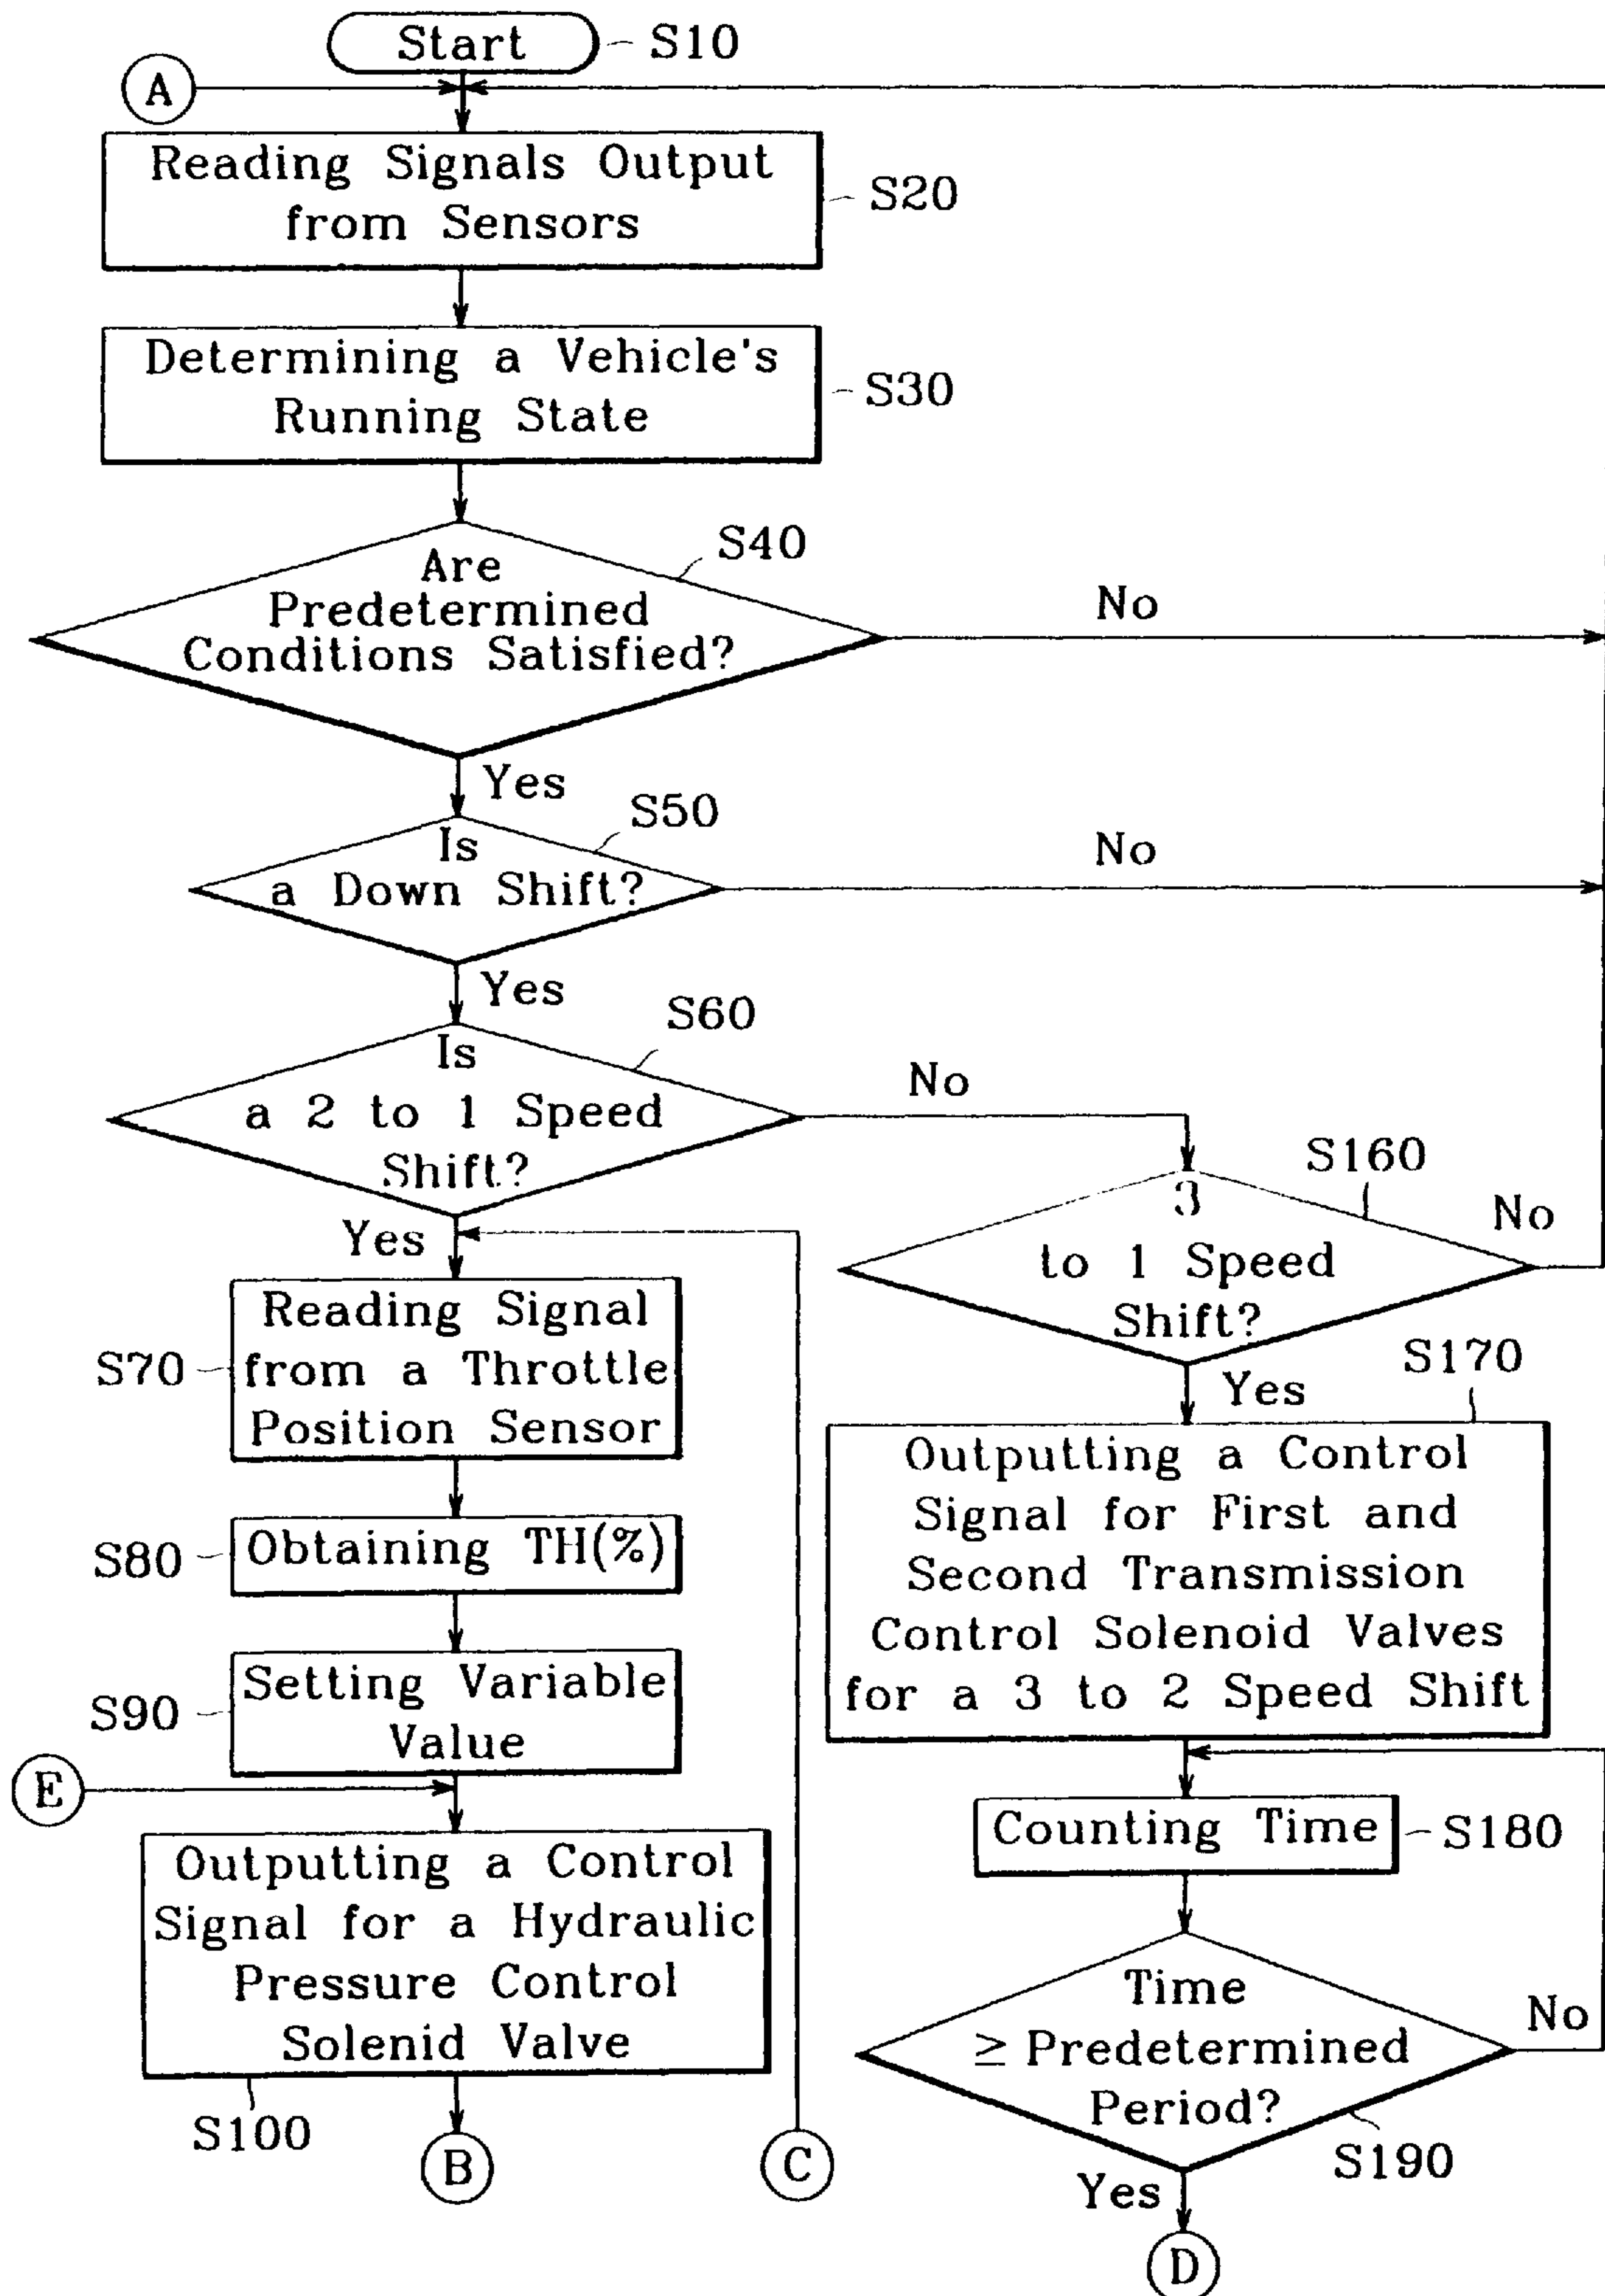 Start
S10
A
Reading Signals Output
from Sensors
S20
Determining a Vehicle's
Running State
S30
Are
Predetermined
Conditions Satisfied?
S40
No
Yes
Is
a Down Shift?
S50
No
Yes
Is
a 2 to 1 Speed
Shift?
S60
No
Yes
3
to 1 Speed
Shift?
S160
No
Yes
Reading Signal
from a Throttle
Position Sensor
S70
Obtaining TH(%)
S80
Setting Variable
Value
S90
E
Outputting a Control
Signal for a Hydraulic
Pressure Control
Solenid Valve
S100
B
C
Outputting a Control
Signal for First and
Second Transmission
Control Solenoid Valves
for a 3 to 2 Speed Shift
S170
Counting Time
S180
Time
≥ Predetermined
Period?
S190
No
Yes
D